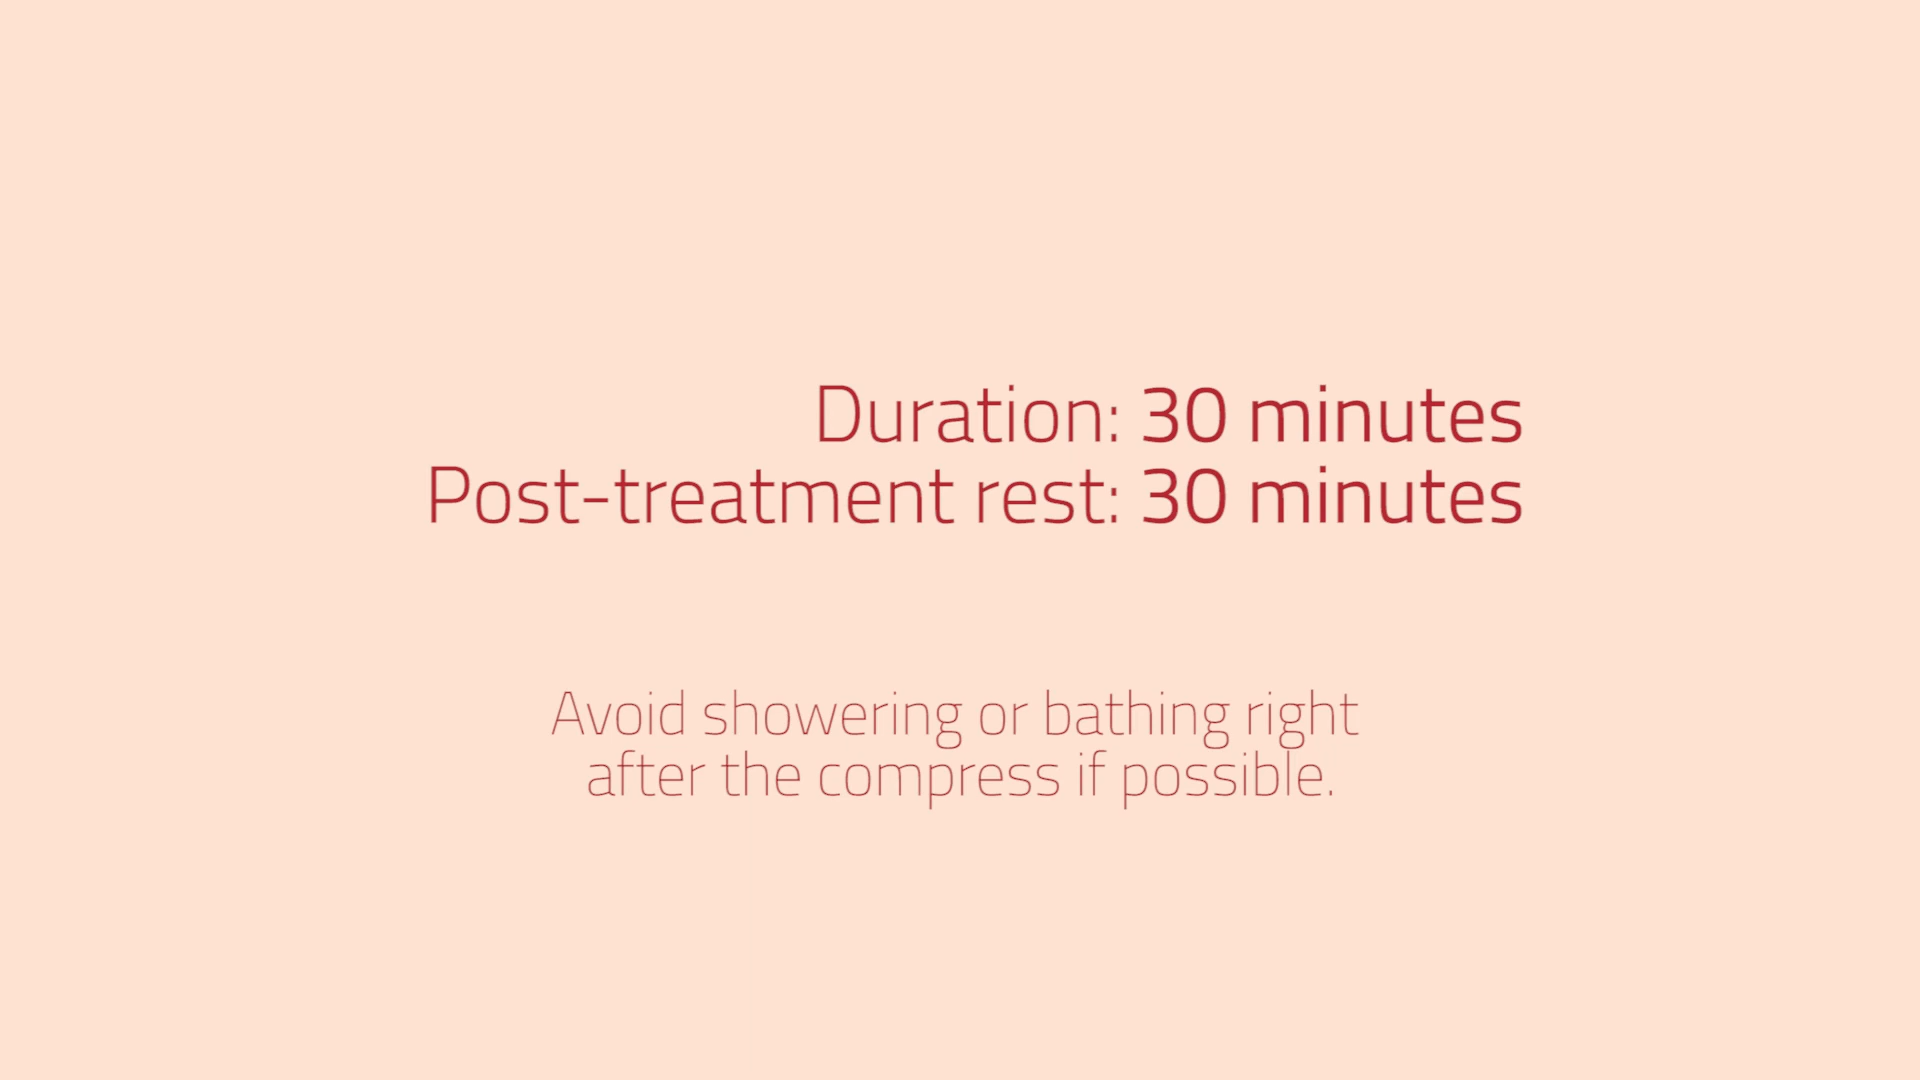 Duration: 30 minutes
Post-treatment rest: 30 minutes
Avoid showering or bathing right
after the compress if possible.